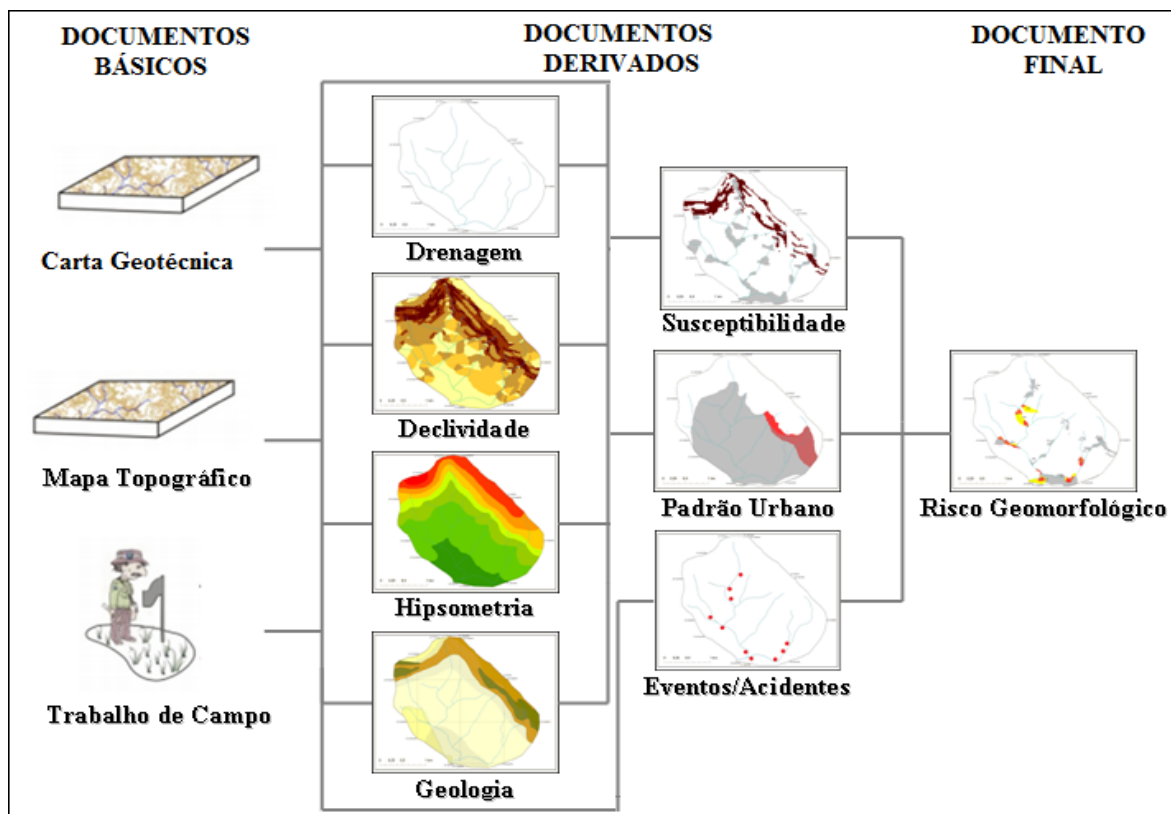 DOCUMENTOS
BÁSICOS
DOCUMENTOS
DERIVADOS
DOCUMENTO
FINAL
Carta Geotécnica
Mapa Topográfico
Trabalho de Campo
Drenagem
Declividade
Hipsometria
Geologia
Susceptibilidade
Padrão Urbano
Eventos/Acidentes
Risco Geomorfológico